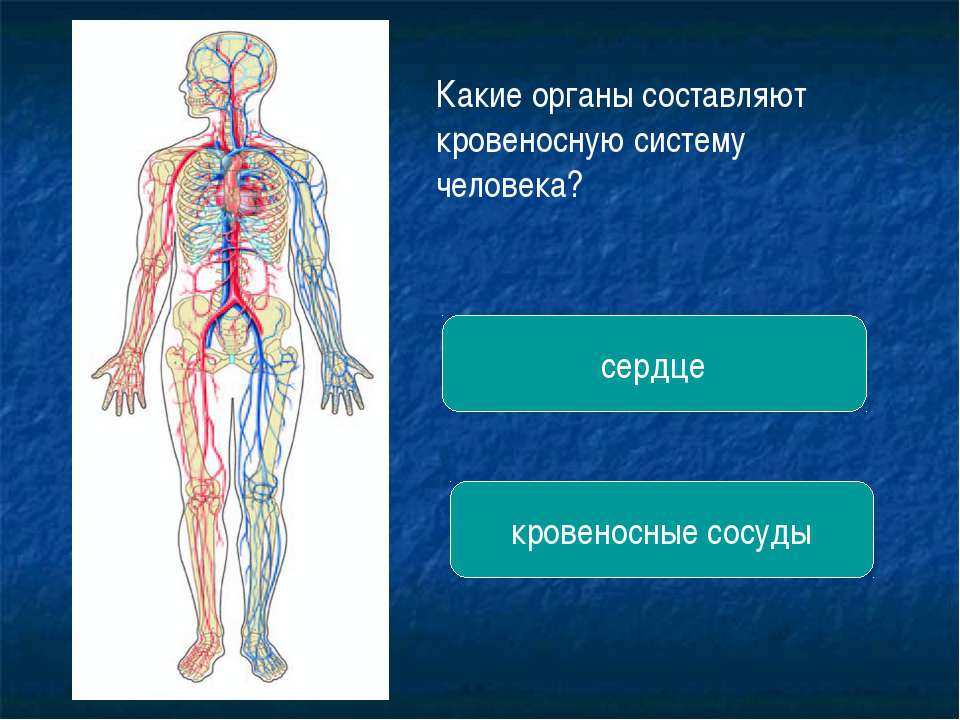 Какие органы составляют
кровеносную систему
человека?
сердце
кровеносные сосуды